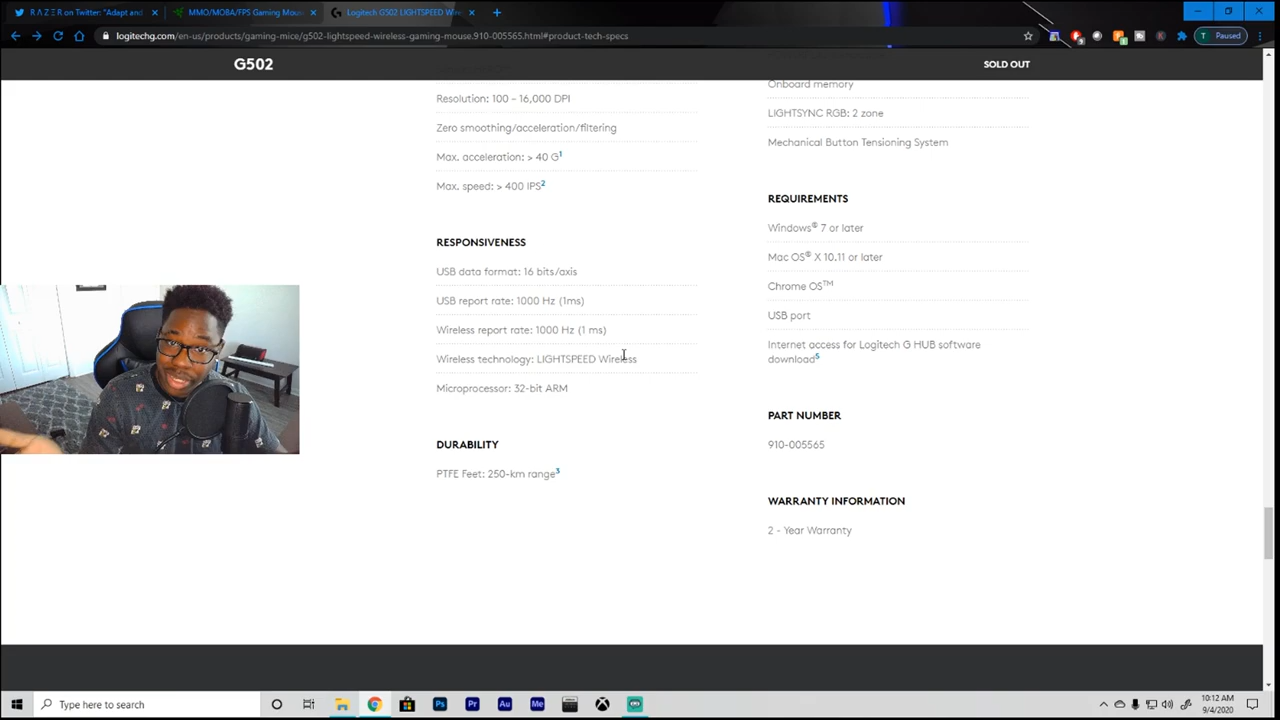 R Λ Z Ξ R on Twitter: "Adapt and
MMO/MOBA/FPS Gaming Mous
Logitech G502 LIGHTSPEED Wire
logitechg.com/en-us/products/gaming-mice/g502-lightspeed-wireless-gaming-mouse.910-005565.html#product-tech-specs
Paused
G502
SOLD OUT
Resolution: 100 – 16,000 DPI
Zero smoothing/acceleration/filtering
Max. acceleration: > 40 G1
Max. speed: > 400 IPS2
RESPONSIVENESS
USB data format: 16 bits/axis
USB report rate: 1000 Hz (1ms)
Wireless report rate: 1000 Hz (1 ms)
Wireless technology: LIGHTSPEED Wireless
Microprocessor: 32-bit ARM
DURABILITY
PTFE Feet: 250-km range3
Onboard memory
LIGHTSYNC RGB: 2 zone
Mechanical Button Tensioning System
REQUIREMENTS
Windows® 7 or later
Mac OS® X 10.11 or later
Chrome OS™
USB port
Internet access for Logitech G HUB software
download5
PART NUMBER
910-005565
WARRANTY INFORMATION
2 - Year Warranty
Type here to search
Ps
Pr
Au
Me
10:12 AM
9/4/2020